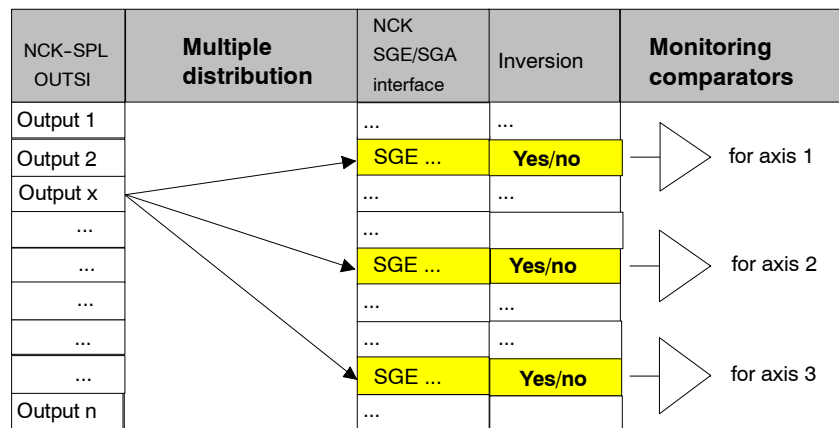 NCK-SPL
OUTSI
Multiple
distribution
NCK
SGE/SGA
interface
Inversion
Monitoring
comparators
Output 1
...
...
Output 2
SGE ...
Yes/no
for axis 1
Output x
...
...
...
...
...
SGE ...
Yes/no
for axis 2
...
...
...
...
...
...
...
SGE ...
Yes/no
for axis 3
Output n
...